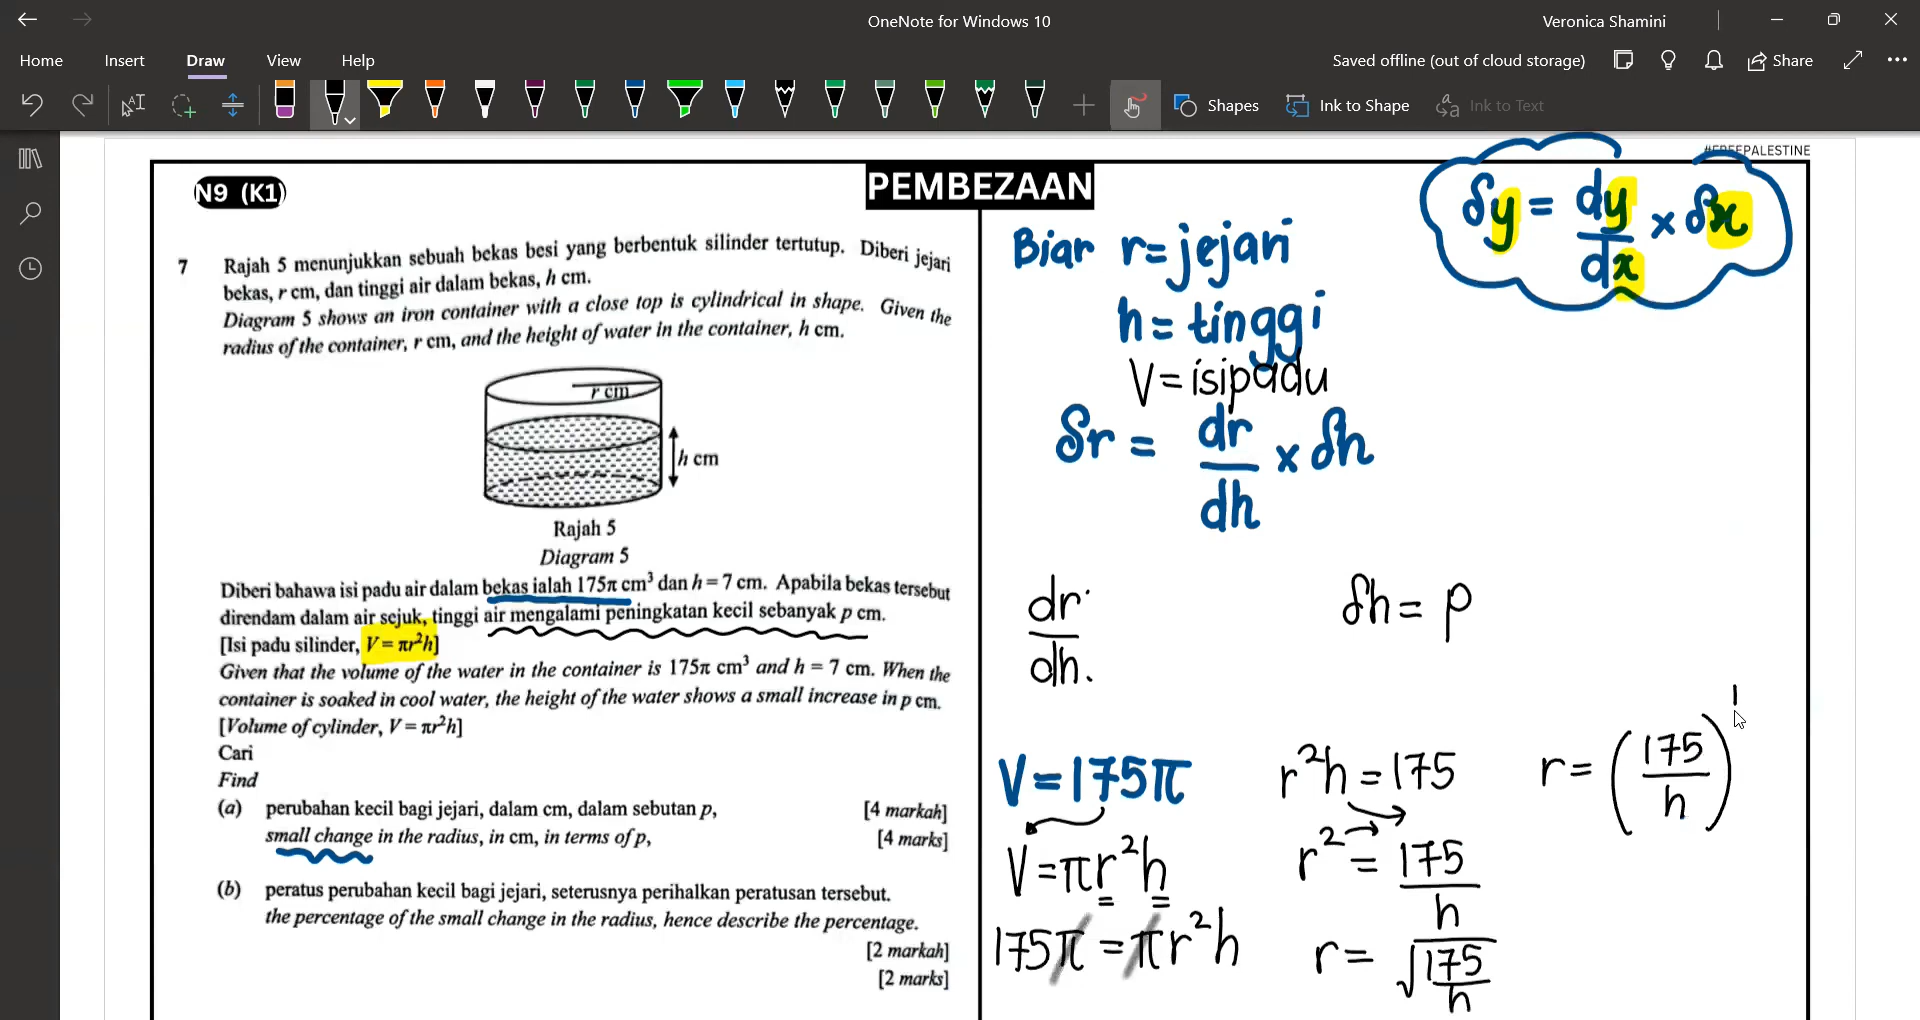 OneNote for Windows 10
Veronica Shamini
Home Insert Draw View Help
Saved offline (out of cloud storage)
Share
Shapes
Ink to Shape
Ink to Text
#FREEPALESTINE
N9 (K1)
PEMBEZAAN
7 Rajah 5 menunjukkan sebuah bekas besi yang berbentuk silinder tertutup. Diberi jejari
bekas, r cm, dan tinggi air dalam bekas, h cm.
Diagram 5 shows an iron container with a close top is cylindrical in shape. Given the
radius of the container, r cm, and the height of water in the container, h cm.
r cm
h cm
Rajah 5
Diagram 5
Diberi bahawa isi padu air dalam bekas ialah 175π cm³ dan h = 7 cm. Apabila bekas tersebut
direndam dalam air sejuk, tinggi air mengalami peningkatan kecil sebanyak p cm.
[Isi padu silinder, V = πr²h]
Given that the volume of the water in the container is 175π cm³ and h = 7 cm. When the
container is soaked in cool water, the height of the water shows a small increase in p cm.
[Volume of cylinder, V = πr²h]
Cari
Find
(a) perubahan kecil bagi jejari, dalam cm, dalam sebutan p, [4 markah]
small change in the radius, in cm, in terms of p, [4 marks]
(b) peratus perubahan kecil bagi jejari, seterusnya perihalkan peratusan tersebut.
the percentage of the small change in the radius, hence describe the percentage.
[2 markah]
[2 marks]
δy = dy/dx × δx
Biar r = jejari
h = tinggi
V = isipadu
δr = dr/dh × δh
dr/dh.
δh = p
V = 175π
V = πr²h
175π = πr²h
r²h = 175
r² = 175/h
r = √175/h
r = (175/h)¹